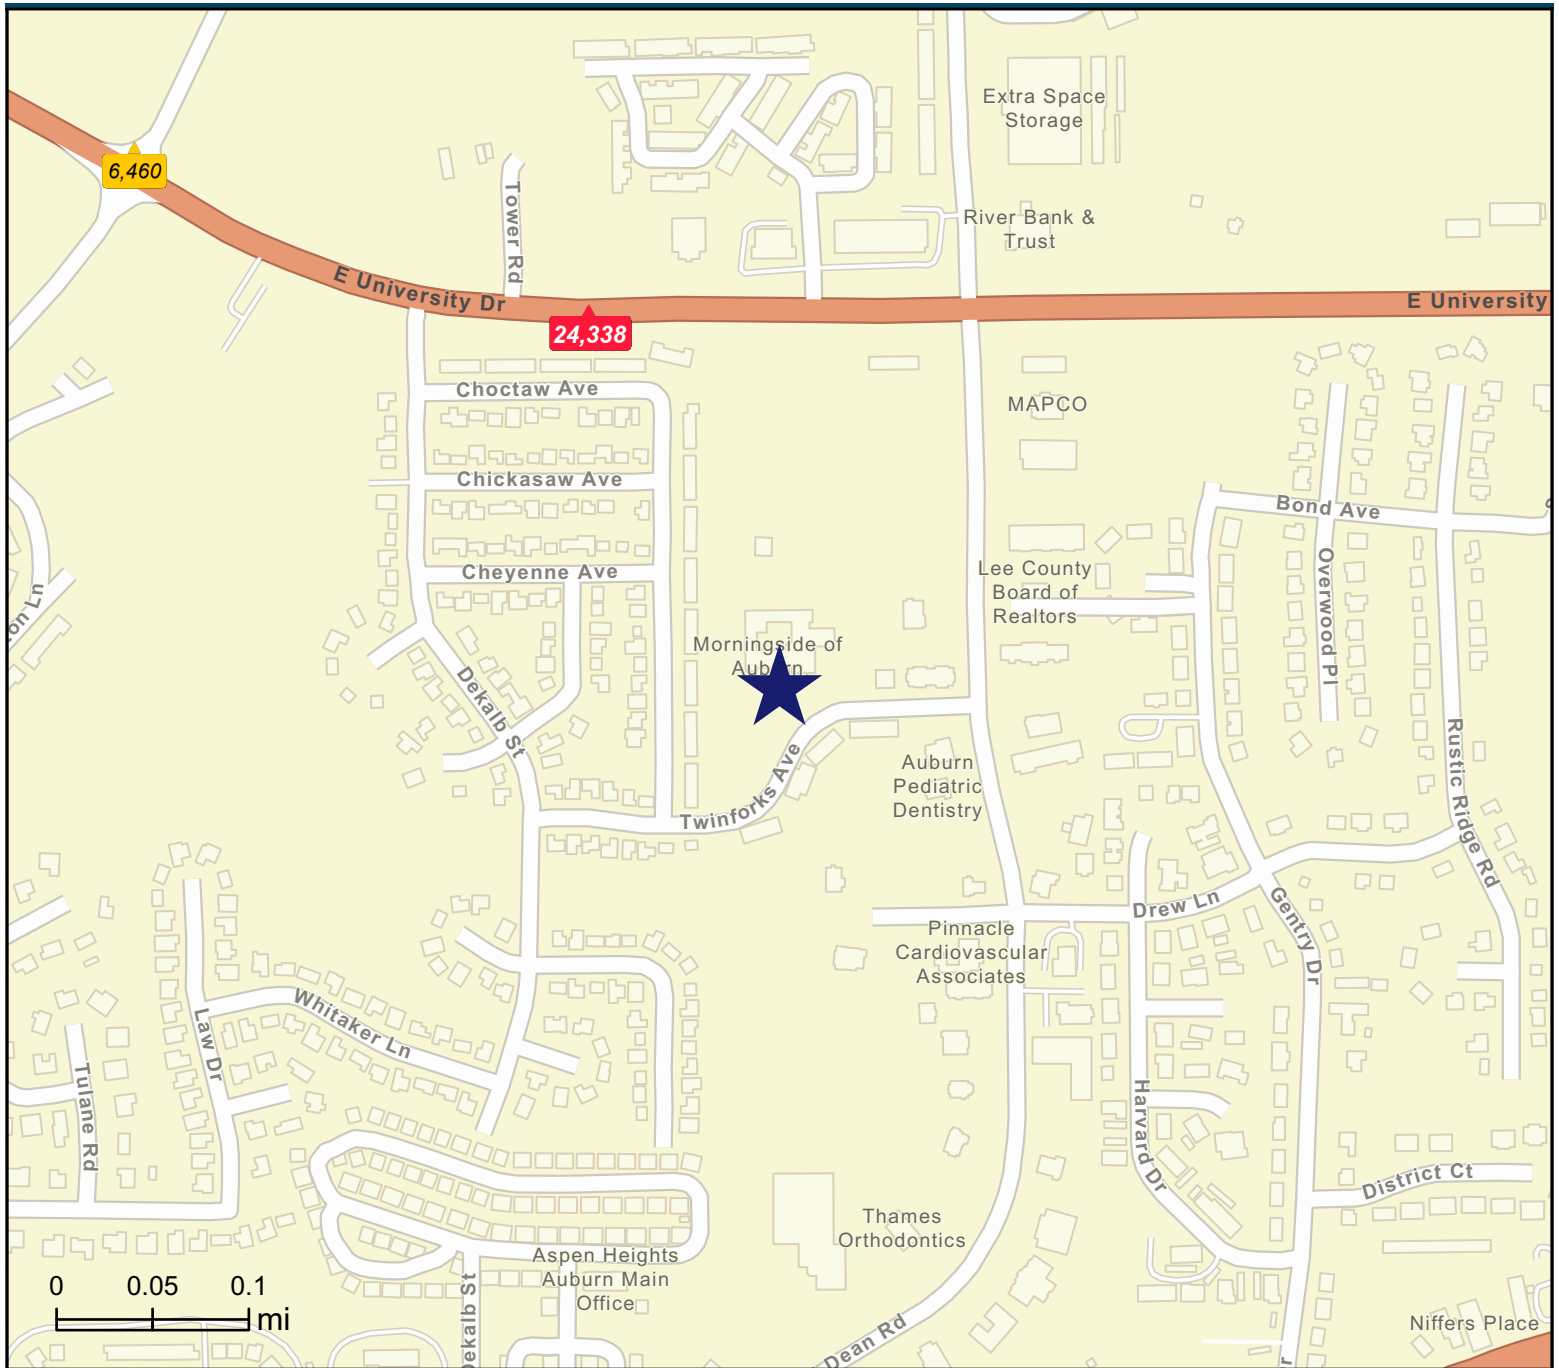 Extra Space
Storage
6,460
Tower Rd
River Bank &
Trust
E University Dr
E University
24,338
Choctaw Ave
MAPCO
Chickasaw Ave
Bond Ave
Cheyenne Ave
Lee County
Board of
Realtors
Overwood Pl
ton Ln
Morningside of
Auburn
Dekalb St
Rustic Ridge Rd
Twinforks Ave
Auburn
Pediatric
Dentistry
Drew Ln
Gentry Dr
Pinnacle
Cardiovascular
Associates
Whitaker Ln
Law Dr
Tulane Rd
Harvard Dr
District Ct
Thames
Orthodontics
Aspen Heights
Auburn Main
Office
Dekalb St
0 0.05 0.1
mi
Dean Rd
Niffers Place